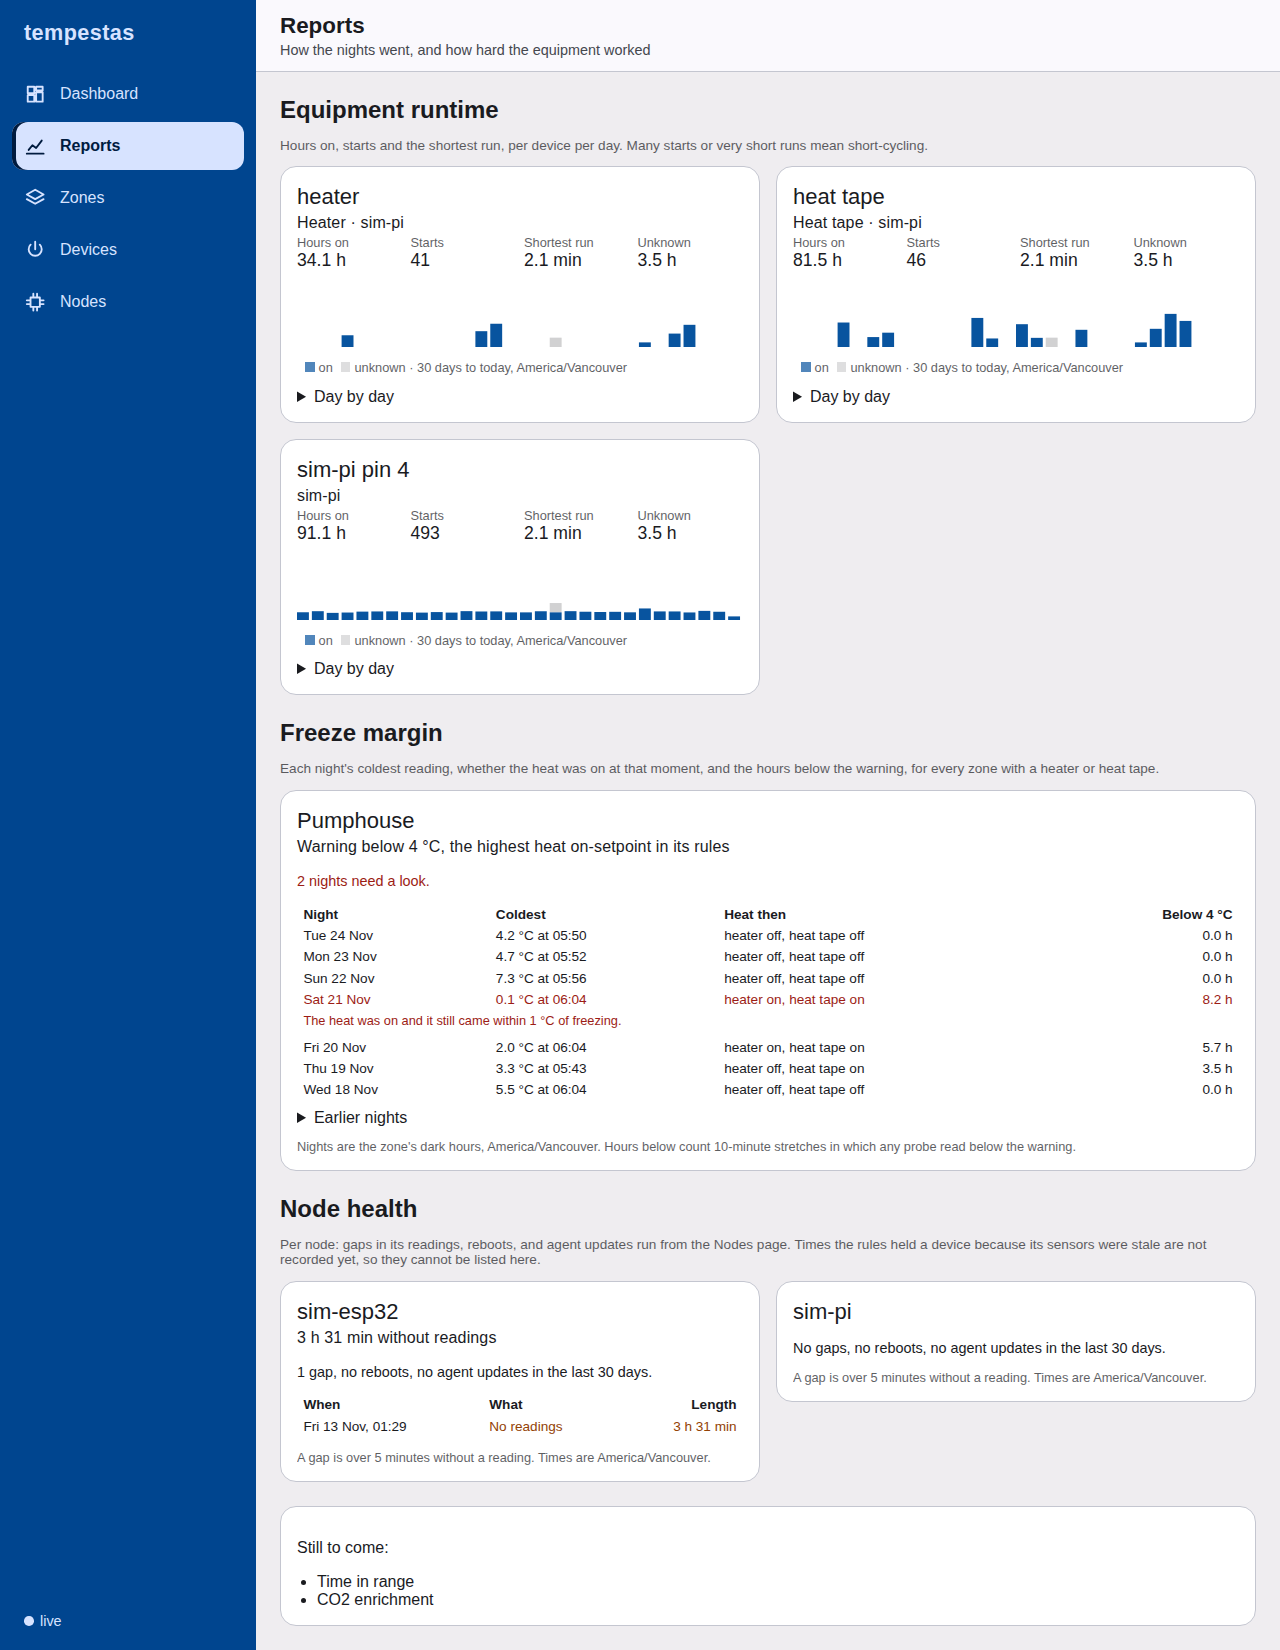 tempestas
Dashboard
Reports
Zones
Devices
Nodes
live
Reports
How the nights went, and how hard the equipment worked
Equipment runtime
Hours on, starts and the shortest run, per device per day. Many starts or very short runs mean short-cycling.
heater
Heater · sim-pi
Hours on Starts Shortest run Unknown
34.1 h 41 2.1 min 3.5 h
on unknown · 30 days to today, America/Vancouver
Day by day
heat tape
Heat tape · sim-pi
Hours on Starts Shortest run Unknown
81.5 h 46 2.1 min 3.5 h
on unknown · 30 days to today, America/Vancouver
Day by day
sim-pi pin 4
sim-pi
Hours on Starts Shortest run Unknown
91.1 h 493 2.1 min 3.5 h
on unknown · 30 days to today, America/Vancouver
Day by day
Freeze margin
Each night's coldest reading, whether the heat was on at that moment, and the hours below the warning, for every zone with a heater or heat tape.
Pumphouse
Warning below 4 °C, the highest heat on-setpoint in its rules
2 nights need a look.
Night Coldest Heat then Below 4 °C
Tue 24 Nov 4.2 °C at 05:50 heater off, heat tape off 0.0 h
Mon 23 Nov 4.7 °C at 05:52 heater off, heat tape off 0.0 h
Sun 22 Nov 7.3 °C at 05:56 heater off, heat tape off 0.0 h
Sat 21 Nov 0.1 °C at 06:04 heater on, heat tape on 8.2 h
The heat was on and it still came within 1 °C of freezing.
Fri 20 Nov 2.0 °C at 06:04 heater on, heat tape on 5.7 h
Thu 19 Nov 3.3 °C at 05:43 heater off, heat tape on 3.5 h
Wed 18 Nov 5.5 °C at 06:04 heater off, heat tape off 0.0 h
Earlier nights
Nights are the zone's dark hours, America/Vancouver. Hours below count 10-minute stretches in which any probe read below the warning.
Node health
Per node: gaps in its readings, reboots, and agent updates run from the Nodes page. Times the rules held a device because its sensors were stale are not
recorded yet, so they cannot be listed here.
sim-esp32
3 h 31 min without readings
1 gap, no reboots, no agent updates in the last 30 days.
When What Length
Fri 13 Nov, 01:29 No readings 3 h 31 min
A gap is over 5 minutes without a reading. Times are America/Vancouver.
sim-pi
No gaps, no reboots, no agent updates in the last 30 days.
A gap is over 5 minutes without a reading. Times are America/Vancouver.
Still to come:
• Time in range
• CO2 enrichment